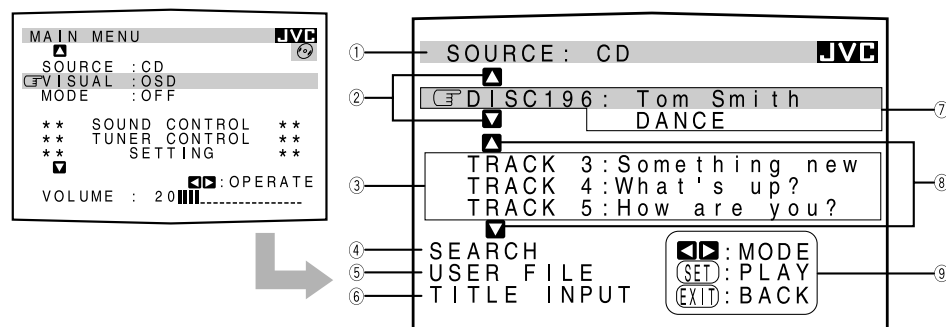 MAIN MENU JVC
SOURCE : CD
VISUAL : OSD
MODE : OFF
** SOUND CONTROL **
** TUNER CONTROL **
** SETTING **
:OPERATE
VOLUME : 20
① SOURCE: CD JVC
②
DISC196: Tom Smith
DANCE
⑦
③
TRACK 3:Something new
TRACK 4:What's up?
TRACK 5:How are you?
⑧
④ SEARCH
⑤ USER FILE
⑥ TITLE INPUT
:MODE
SET:PLAY
EXIT:BACK
⑨